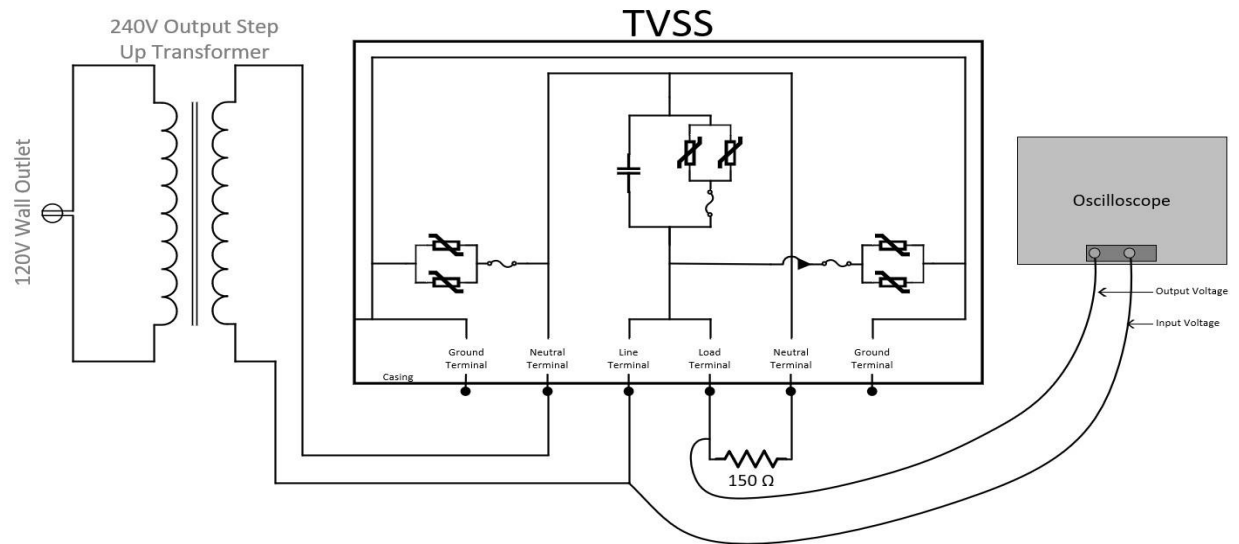 TVSS
240V Output Step
Up Transformer
120V Wall Outlet
Oscilloscope
Output Voltage
Input Voltage
Ground
Terminal
Neutral
Terminal
Line
Terminal
Load
Terminal
Neutral
Terminal
Ground
Terminal
Casing
150 Ω